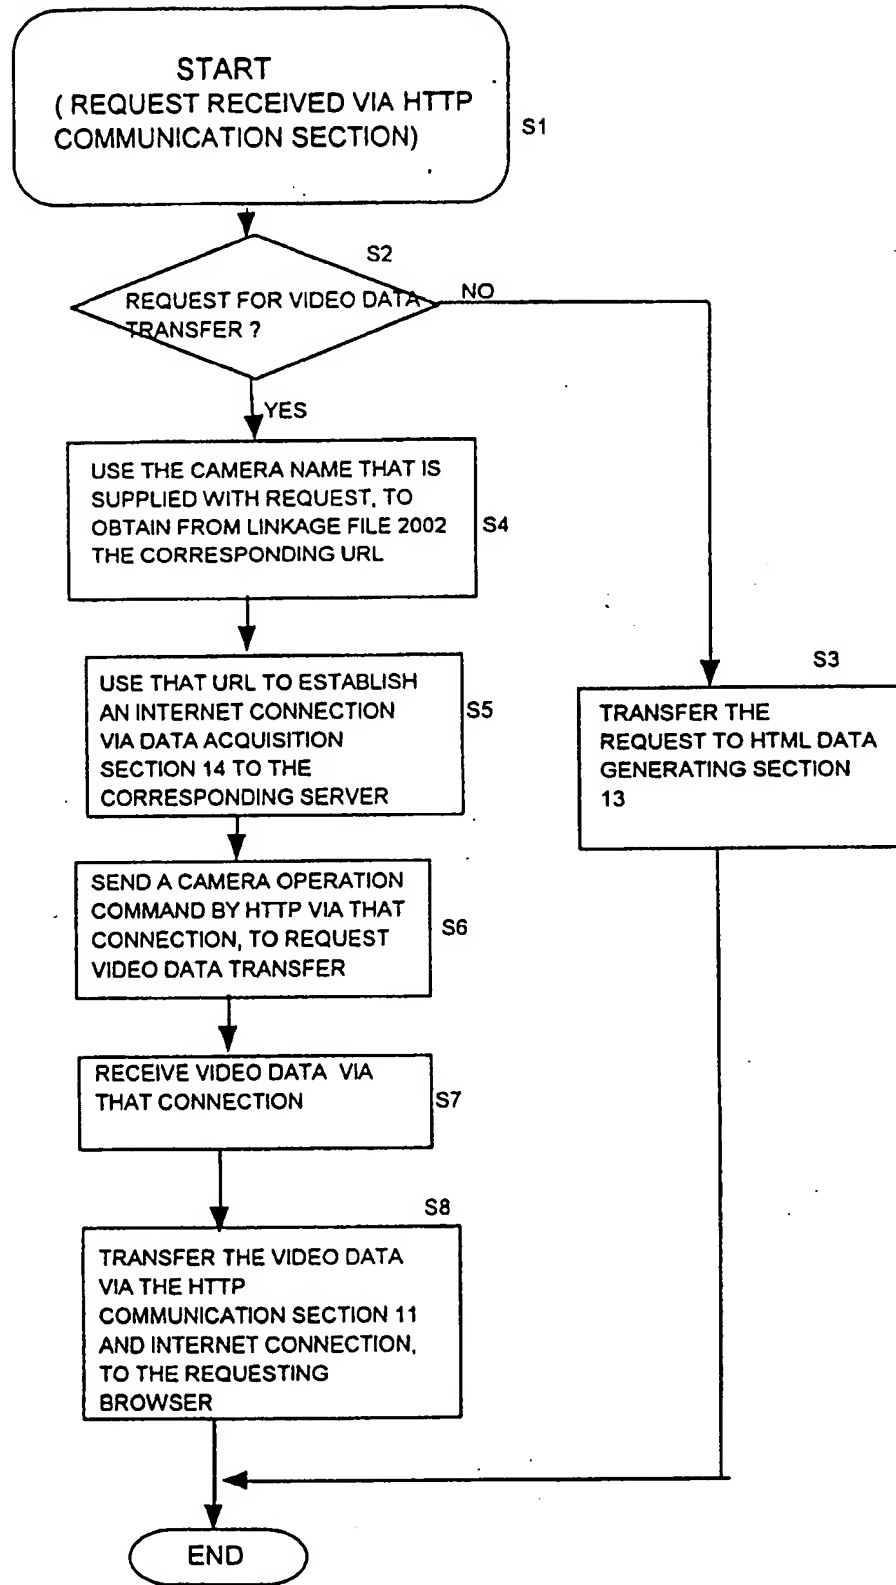 START
( REQUEST RECEIVED VIA HTTP
COMMUNICATION SECTION)
S1
S2
REQUEST FOR VIDEO DATA
TRANSFER ?
NO
YES
USE THE CAMERA NAME THAT IS
SUPPLIED WITH REQUEST, TO
OBTAIN FROM LINKAGE FILE 2002
THE CORRESPONDING URL
S4
S3
USE THAT URL TO ESTABLISH
AN INTERNET CONNECTION
VIA DATA ACQUISITION
SECTION 14 TO THE
CORRESPONDING SERVER
S5
TRANSFER THE
REQUEST TO HTML DATA
GENERATING SECTION
13
SEND A CAMERA OPERATION
COMMAND BY HTTP VIA THAT
CONNECTION, TO REQUEST
VIDEO DATA TRANSFER
S6
RECEIVE VIDEO DATA VIA
THAT CONNECTION
S7
S8
TRANSFER THE VIDEO DATA
VIA THE HTTP
COMMUNICATION SECTION 11
AND INTERNET CONNECTION,
TO THE REQUESTING
BROWSER
END